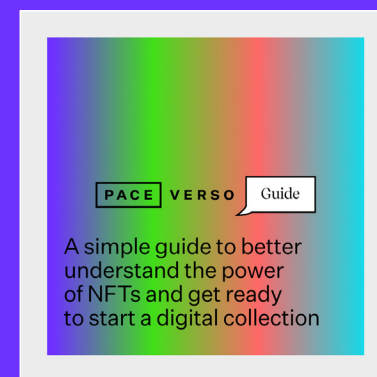 PACE VERSO Guide
A simple guide to better
understand the power
of NFTs and get ready
to start a digital collection